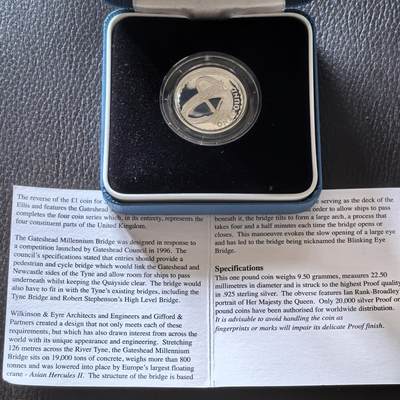 The reverse of the £1 coin for
Ellis and features the Gateshead
completes the four coin series which, in its entirety, represents the
four constituent parts of the United Kingdom.
The Gateshead Millennium Bridge was designed in response to
a competition launched by Gateshead Council in 1996. The
council's specifications stated that entries should provide a
pedestrian and cycle bridge which would link the Gateshead and
Newcastle sides of the Tyne and allow room for ships to pass
underneath whilst keeping the Quayside clear. The bridge would
also have to fit in with the Tyne's existing bridges, including the
Tyne Bridge and Robert Stephenson's High Level Bridge.
Wilkinson & Eyre Architects and Engineers and Gifford &
Partners created a design that not only meets each of these
requirements, but which has also drawn interest from across the
world with its unique appearance and engineering. Stretching
126 metres across the River Tyne, the Gateshead Millennium
Bridge sits on 19,000 tons of concrete, weighs more than 800
tonnes and was lowered into place by Europe's largest floating
crane - Asian Hercules II. The structure of the bridge is based
serving as the deck of the
order to allow ships to pass
beneath it, the bridge tilts to form a large arch, a process that
takes four and a half minutes each time the bridge opens or
closes. This manoeuvre evokes the slow opening of a large eye
and has led to the bridge being nicknamed the Blinking Eye
Bridge.
Specifications
This one pound coin weighs 9.50 grammes, measures 22.50
millimetres in diameter and is struck to the highest Proof quality
in .925 sterling silver. The obverse features Ian Rank-Broadley
portrait of Her Majesty the Queen. Only 20,000 silver Proof
pound coins have been authorised for worldwide distribution.
It is advisable to avoid handling the coin as
fingerprints or marks will impair its delicate Proof finish.